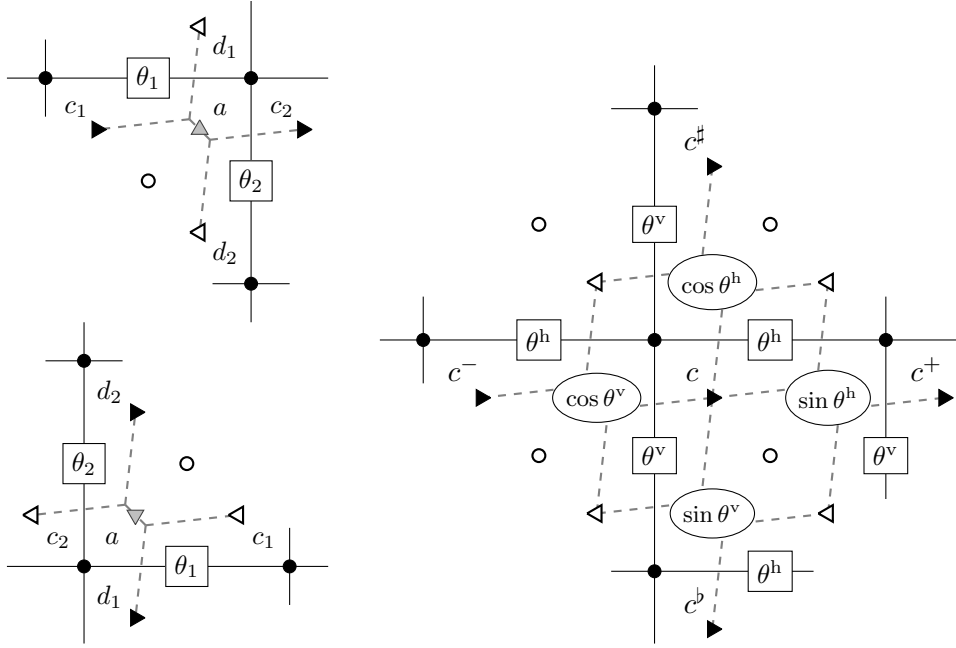 d₁
θ₁
c₁ a c₂
θ₂
d₂
d₂
θ₂
c₂ a c₁
θ₁
d₁
c♯
θᵛ
cos θʰ
θʰ θʰ
c⁻ c c⁺
cos θᵛ sin θʰ
θᵛ θᵛ
sin θᵛ
θʰ
c♭